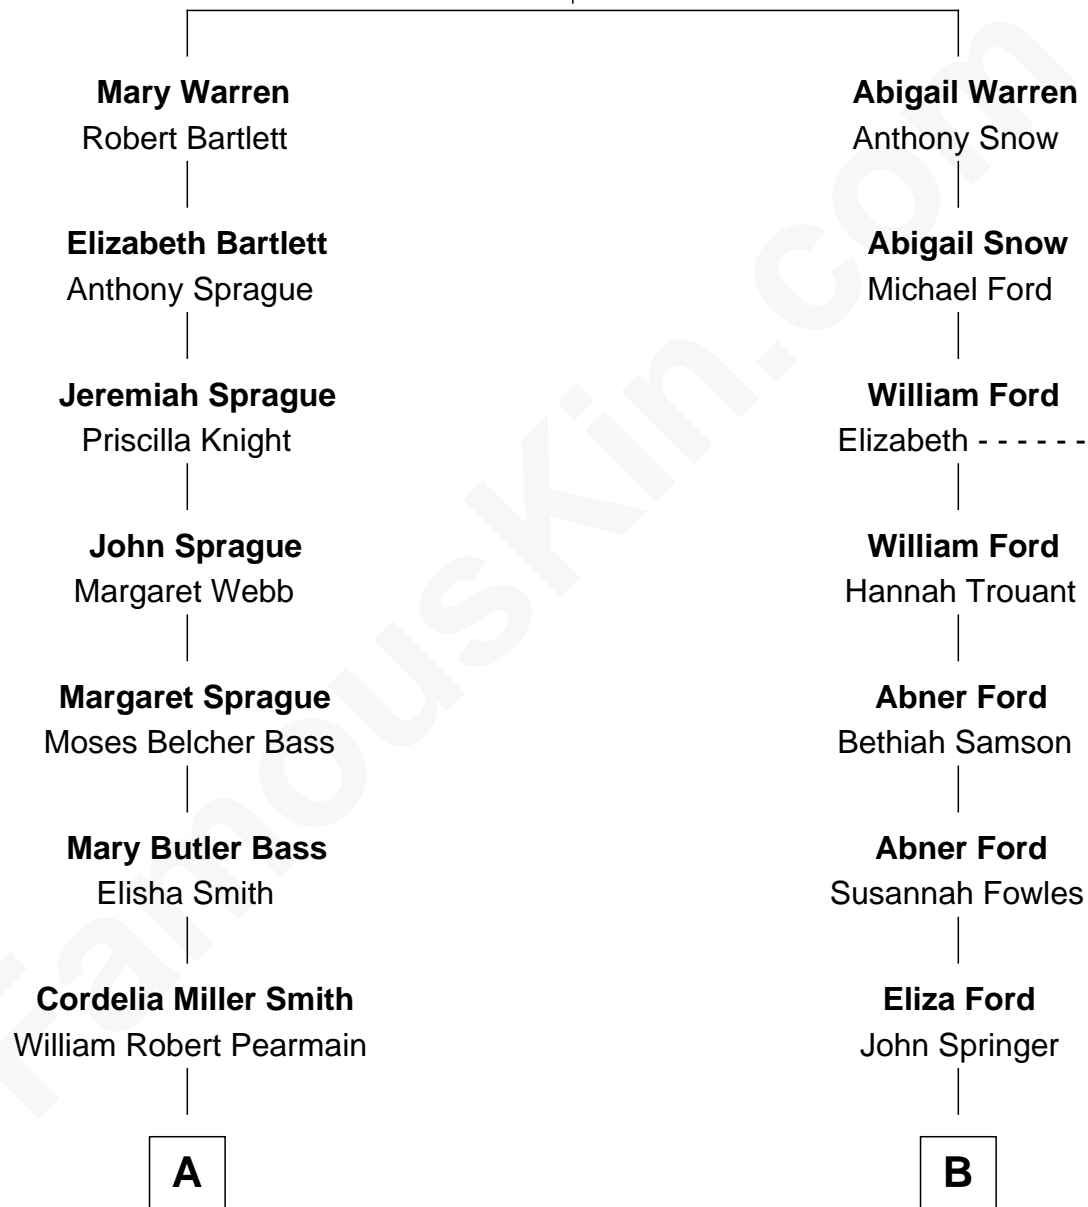 Mary Warren
Robert Bartlett
Elizabeth Bartlett
Anthony Sprague
Jeremiah Sprague
Priscilla Knight
John Sprague
Margaret Webb
Margaret Sprague
Moses Belcher Bass
Mary Butler Bass
Elisha Smith
Cordelia Miller Smith
William Robert Pearmain
A
Abigail Warren
Anthony Snow
Abigail Snow
Michael Ford
William Ford
Elizabeth - - - - - -
William Ford
Hannah Trouant
Abner Ford
Bethiah Samson
Abner Ford
Susannah Fowles
Eliza Ford
John Springer
B
FamousKin.com